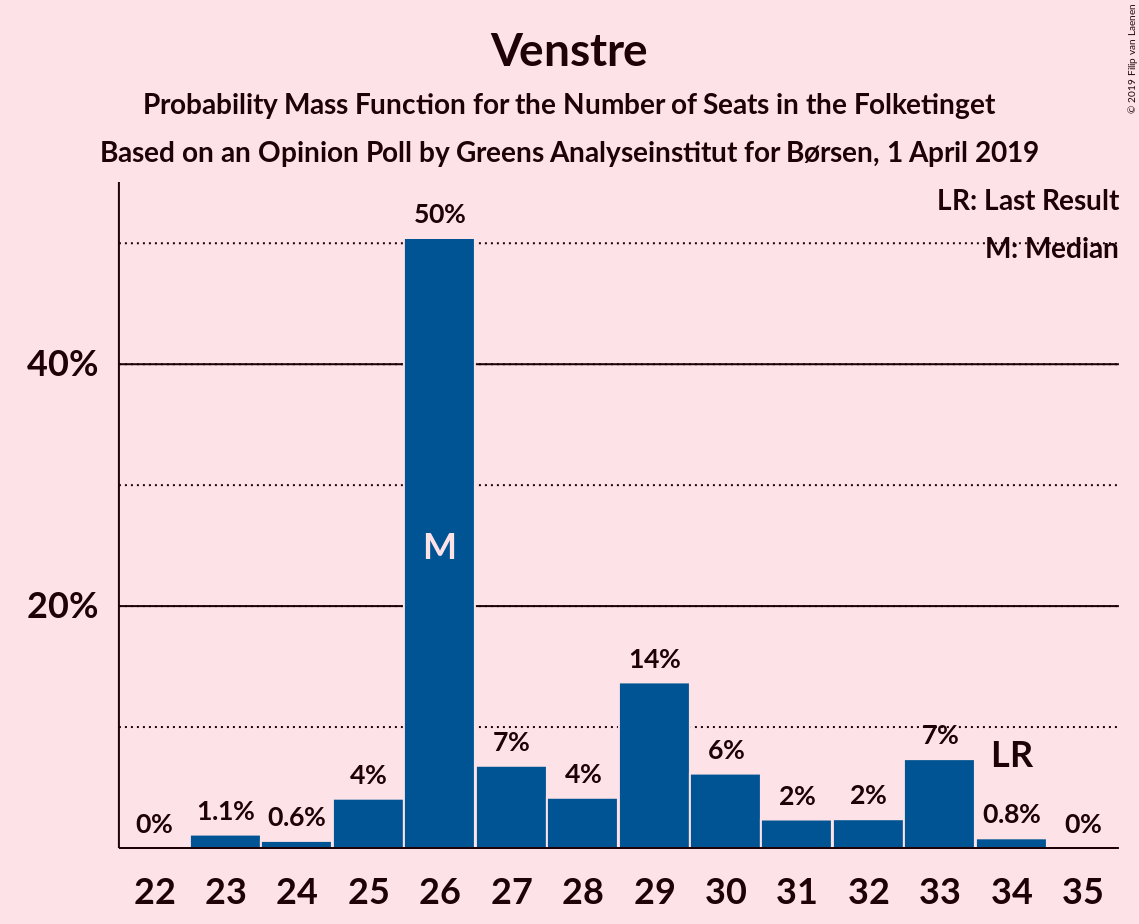 Venstre
Probability Mass Function for the Number of Seats in the Folketinget
Based on an Opinion Poll by Greens Analyseinstitut for Børsen, 1 April 2019
© 2019 Filip van Laenen
LR: Last Result
M: Median
40%
20%
0%
1.1%
0.6%
4%
50%
7%
4%
14%
6%
2%
2%
7%
0.8%
0%
M
LR
22 23 24 25 26 27 28 29 30 31 32 33 34 35